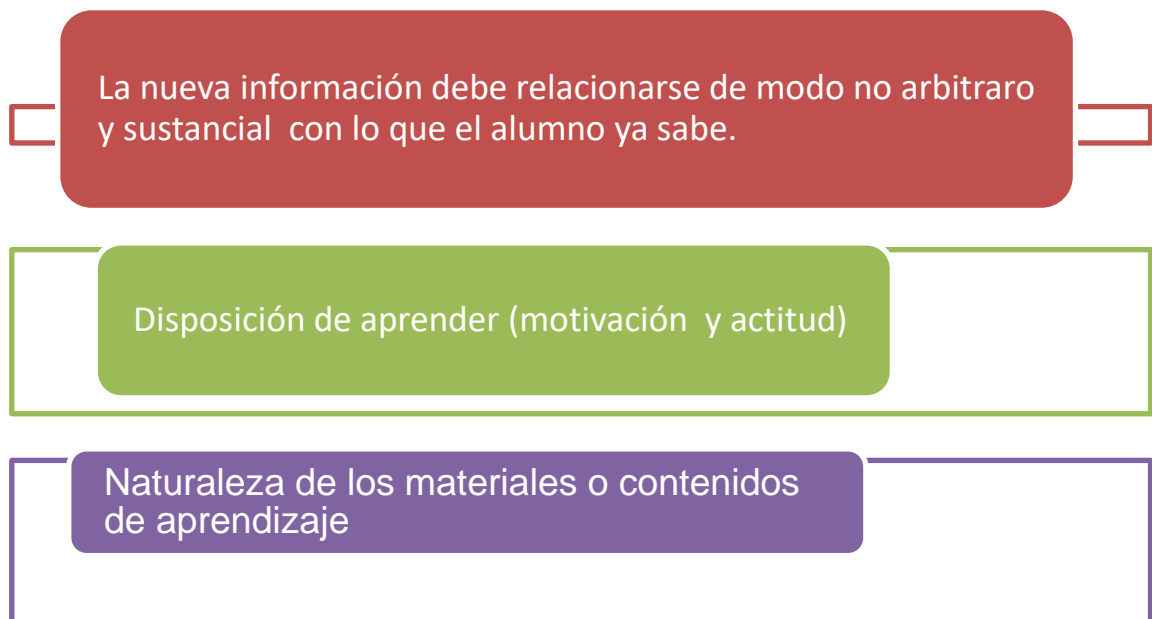 La nueva información debe relacionarse de modo no arbitraro
y sustancial  con lo que el alumno ya sabe.
Disposición de aprender (motivación  y actitud)
Naturaleza de los materiales o contenidos
de aprendizaje